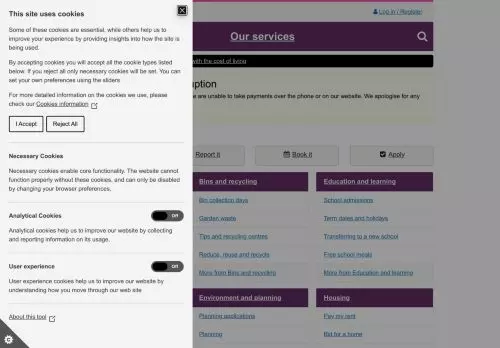 This site uses cookies
Some of these cookies are essential, while others help us to
improve your experience by providing insights into how the site is
being used.
By accepting cookies you will accept all the cookie types listed
below. If you reject all only necessary cookies will be set. You can
set your own preferences using the sliders
For more detailed information on the cookies we use, please
check our Cookies information
I Accept
Reject All
Necessary Cookies
Necessary cookies enable core functionality. The website cannot
function properly without these cookies, and can only be disabled
by changing your browser preferences.
Analytical Cookies
Off
Analytical cookies help us to improve our website by collecting
and reporting information on its usage.
User experience
Off
User experience cookies help us to improve our website by
understanding how you move through our web site
About this tool
Log in / Register
Our services
with the cost of living
ption
e are unable to take payments over the phone or on our website. We apologise for any
Report it
Book it
Apply
Bins and recycling
Bin collection days
Garden waste
Tips and recycling centres
Reduce, reuse and recycle
More from Bins and recycling
Education and learning
School admissions
Term dates and holidays
Transferring to a new school
Free school meals
More from Education and learning
Environment and planning
Planning applications
Planning
Housing
Pay my rent
Bid for a home